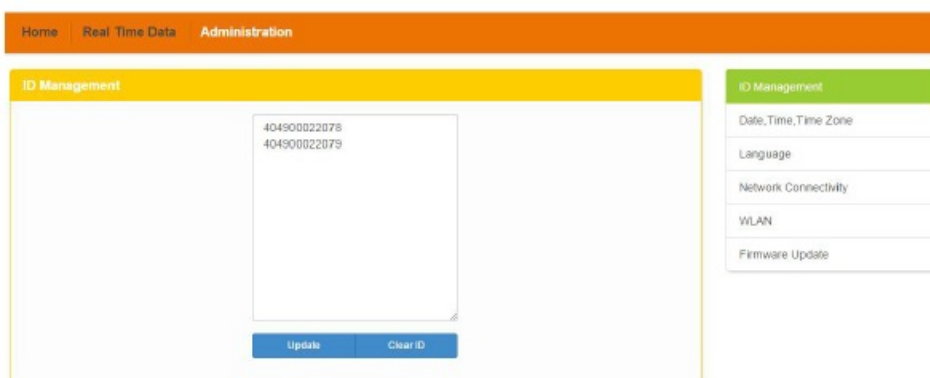 Home Real Time Data Administration
ID Management
404900022078
404900022079
Update Clear ID
ID Management
Date,Time,Time Zone
Language
Network Connectivity
WLAN
Firmware Update